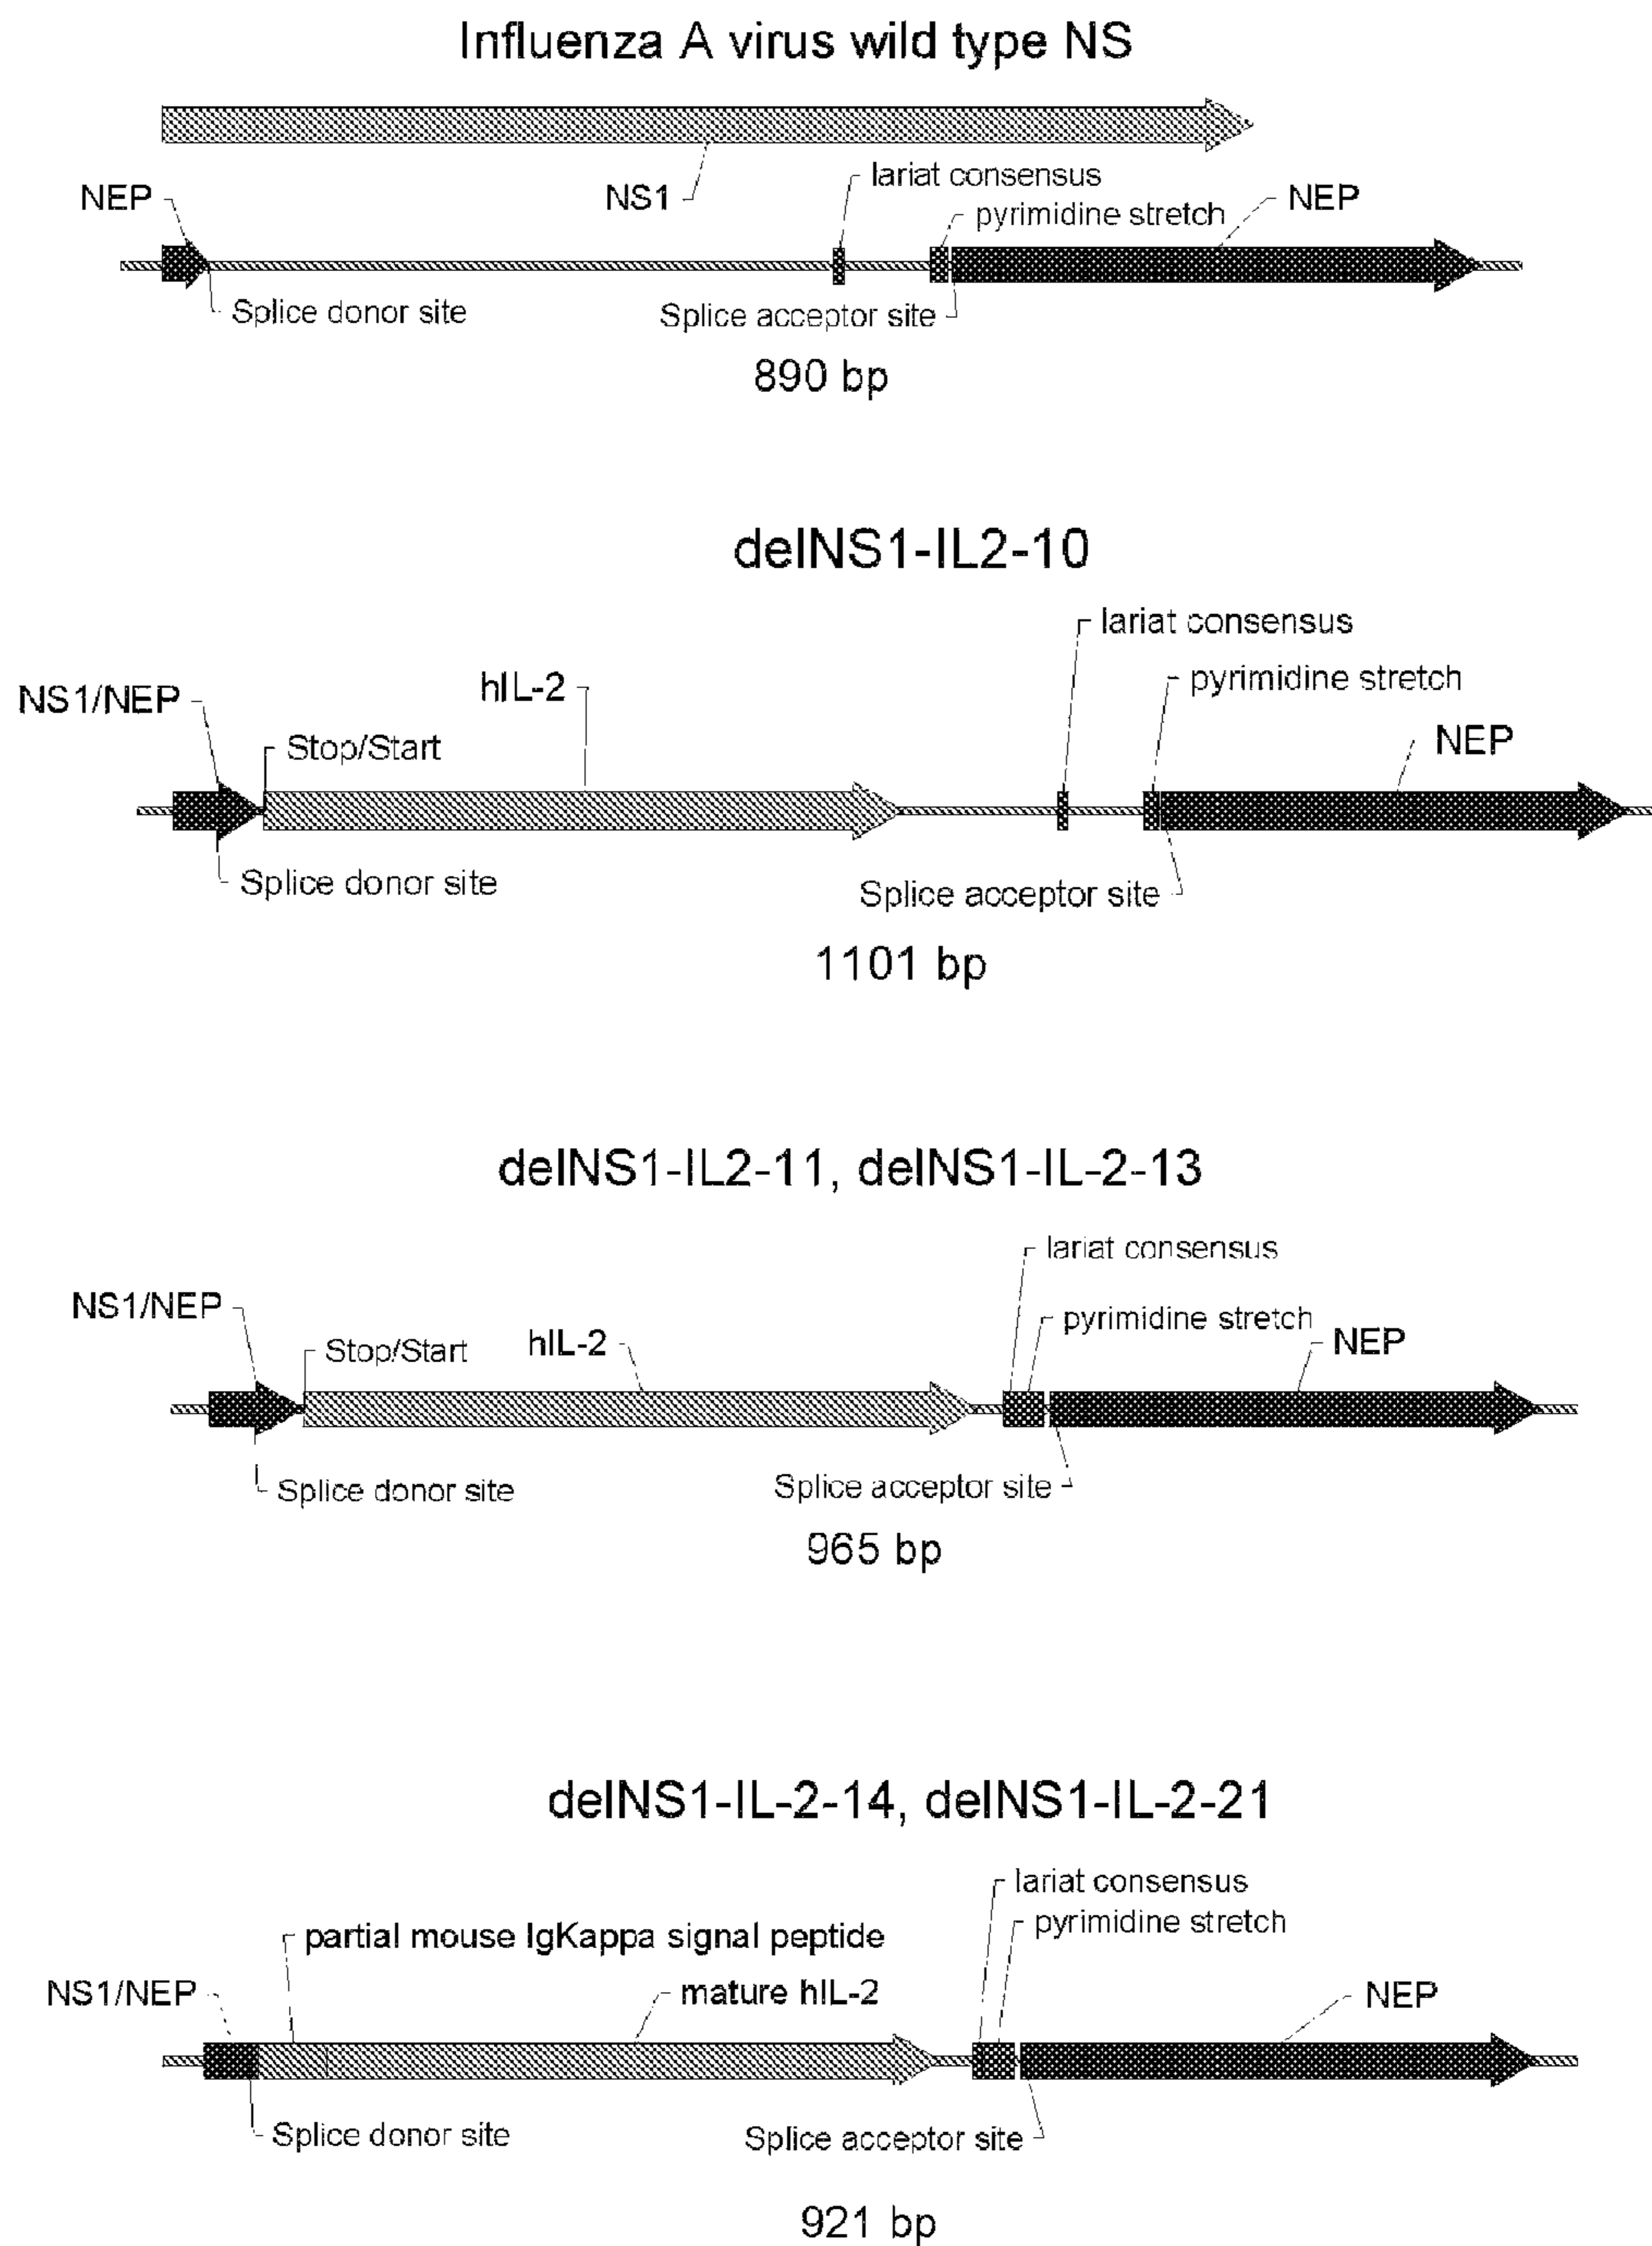 Influenza A virus wild type NS
lariat consensus
NEP
NS1
pyrimidine stretch
NEP
Splice donor site
Splice acceptor site
890 bp
delNS1-IL2-10
lariat consensus
hIL-2
pyrimidine stretch
NS1/NEP
Stop/Start
NEP
Splice donor site
Splice acceptor site
1101 bp
delNS1-IL2-11, delNS1-IL-2-13
lariat consensus
NS1/NEP
pyrimidine stretch
Stop/Start
hIL-2
NEP
Splice donor site
Splice acceptor site
965 bp
delNS1-IL-2-14, delNS1-IL-2-21
lariat consensus
pyrimidine stretch
partial mouse IgKappa signal peptide
NS1/NEP
mature hIL-2
NEP
Splice donor site
Splice acceptor site
921 bp